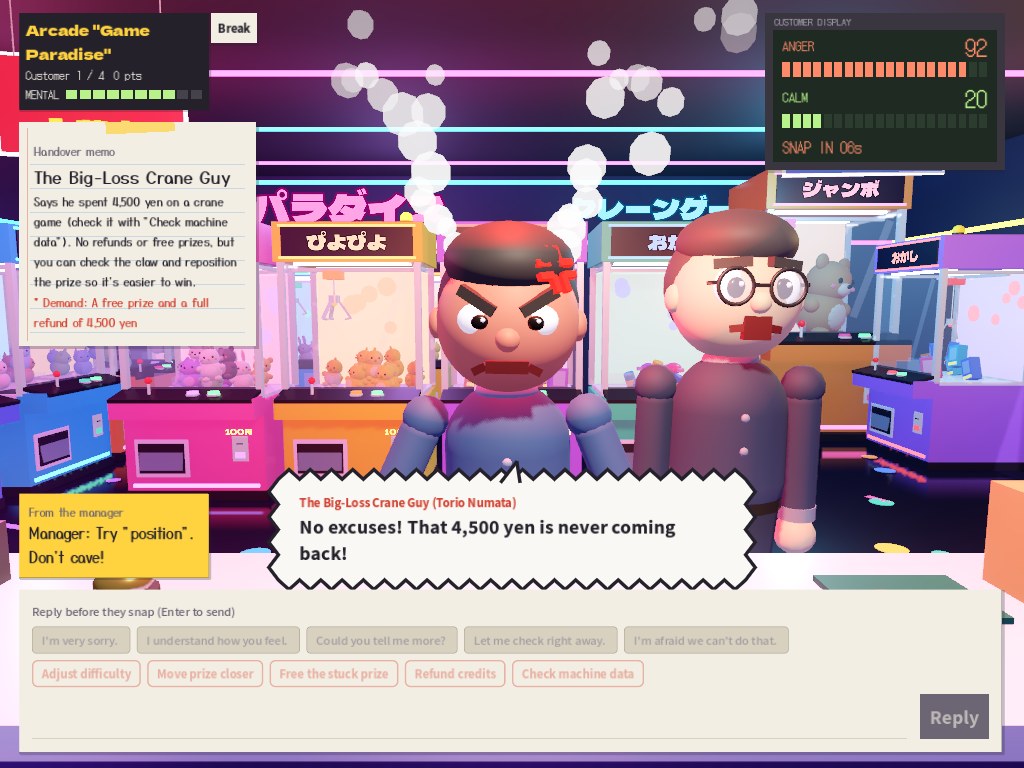 Arcade "Game
Paradise"
Customer 1 / 4 0 pts
MENTAL
Break
Handover memo
The Big-Loss Crane Guy
Says he spent 4,500 yen on a crane
game (check it with "Check machine
data"). No refunds or free prizes, but
you can check the claw and reposition
the prize so it's easier to win.
* Demand: A free prize and a full
refund of 4,500 yen
CUSTOMER DISPLAY
ANGER 92
CALM 20
SNAP IN 06s
パラダイ
クレーンゲー
ジャンボ
ぴよぴよ
おか
おかし
100円
From the manager
Manager: Try "position".
Don't cave!
The Big-Loss Crane Guy (Torio Numata)
No excuses! That 4,500 yen is never coming
back!
Reply before they snap (Enter to send)
I'm very sorry. I understand how you feel. Could you tell me more? Let me check right away. I'm afraid we can't do that.
Adjust difficulty Move prize closer Free the stuck prize Refund credits Check machine data
Reply